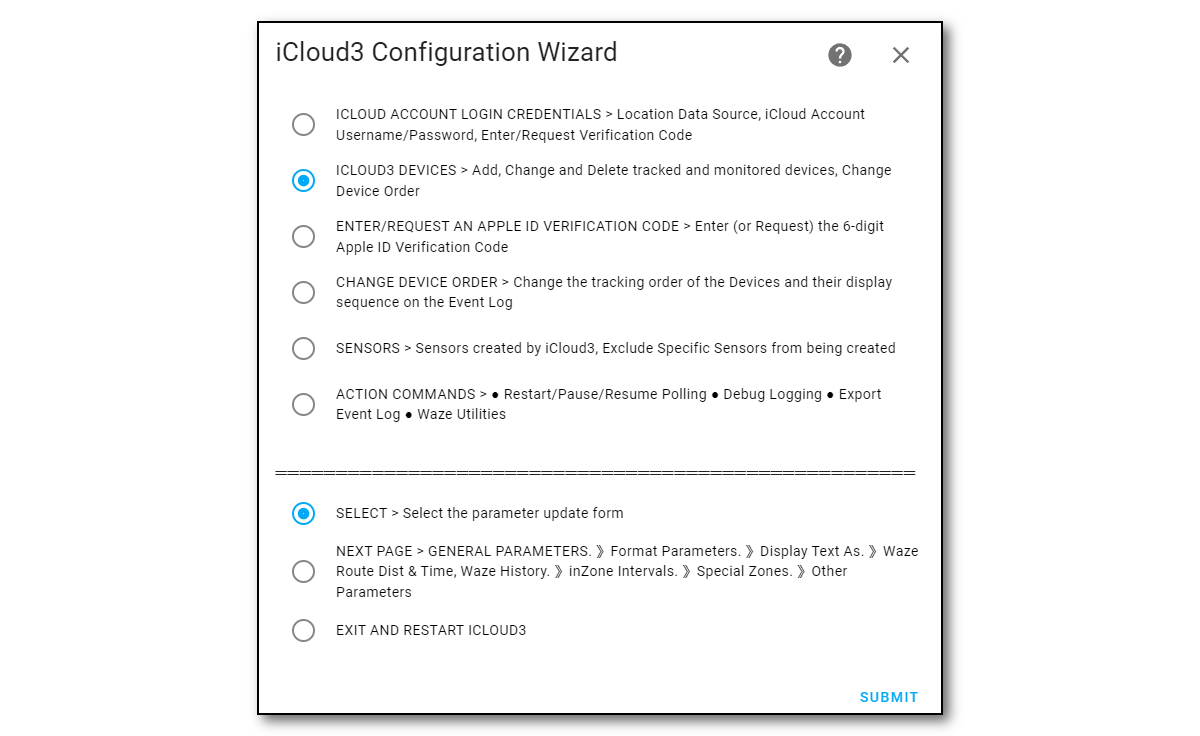 iCloud3 Configuration Wizard
ICLOUD ACCOUNT LOGIN CREDENTIALS > Location Data Source, iCloud Account
Username/Password, Enter/Request Verification Code
ICLOUD3 DEVICES > Add, Change and Delete tracked and monitored devices, Change
Device Order
ENTER/REQUEST AN APPLE ID VERIFICATION CODE > Enter (or Request) the 6-digit
Apple ID Verification Code
CHANGE DEVICE ORDER > Change the tracking order of the Devices and their display
sequence on the Event Log
SENSORS > Sensors created by iCloud3, Exclude Specific Sensors from being created
ACTION COMMANDS > ● Restart/Pause/Resume Polling ● Debug Logging ● Export
Event Log ● Waze Utilities
SELECT > Select the parameter update form
NEXT PAGE > GENERAL PARAMETERS. 》Format Parameters. 》Display Text As. 》Waze
Route Dist & Time, Waze History. 》inZone Intervals. 》Special Zones. 》Other
Parameters
EXIT AND RESTART ICLOUD3
SUBMIT